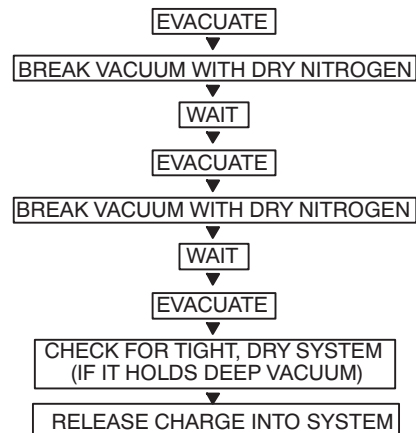 EVACUATE
BREAK VACUUM WITH DRY NITROGEN
WAIT
EVACUATE
BREAK VACUUM WITH DRY NITROGEN
WAIT
EVACUATE
CHECK FOR TIGHT, DRY SYSTEM
(IF IT HOLDS DEEP VACUUM)
RELEASE CHARGE INTO SYSTEM